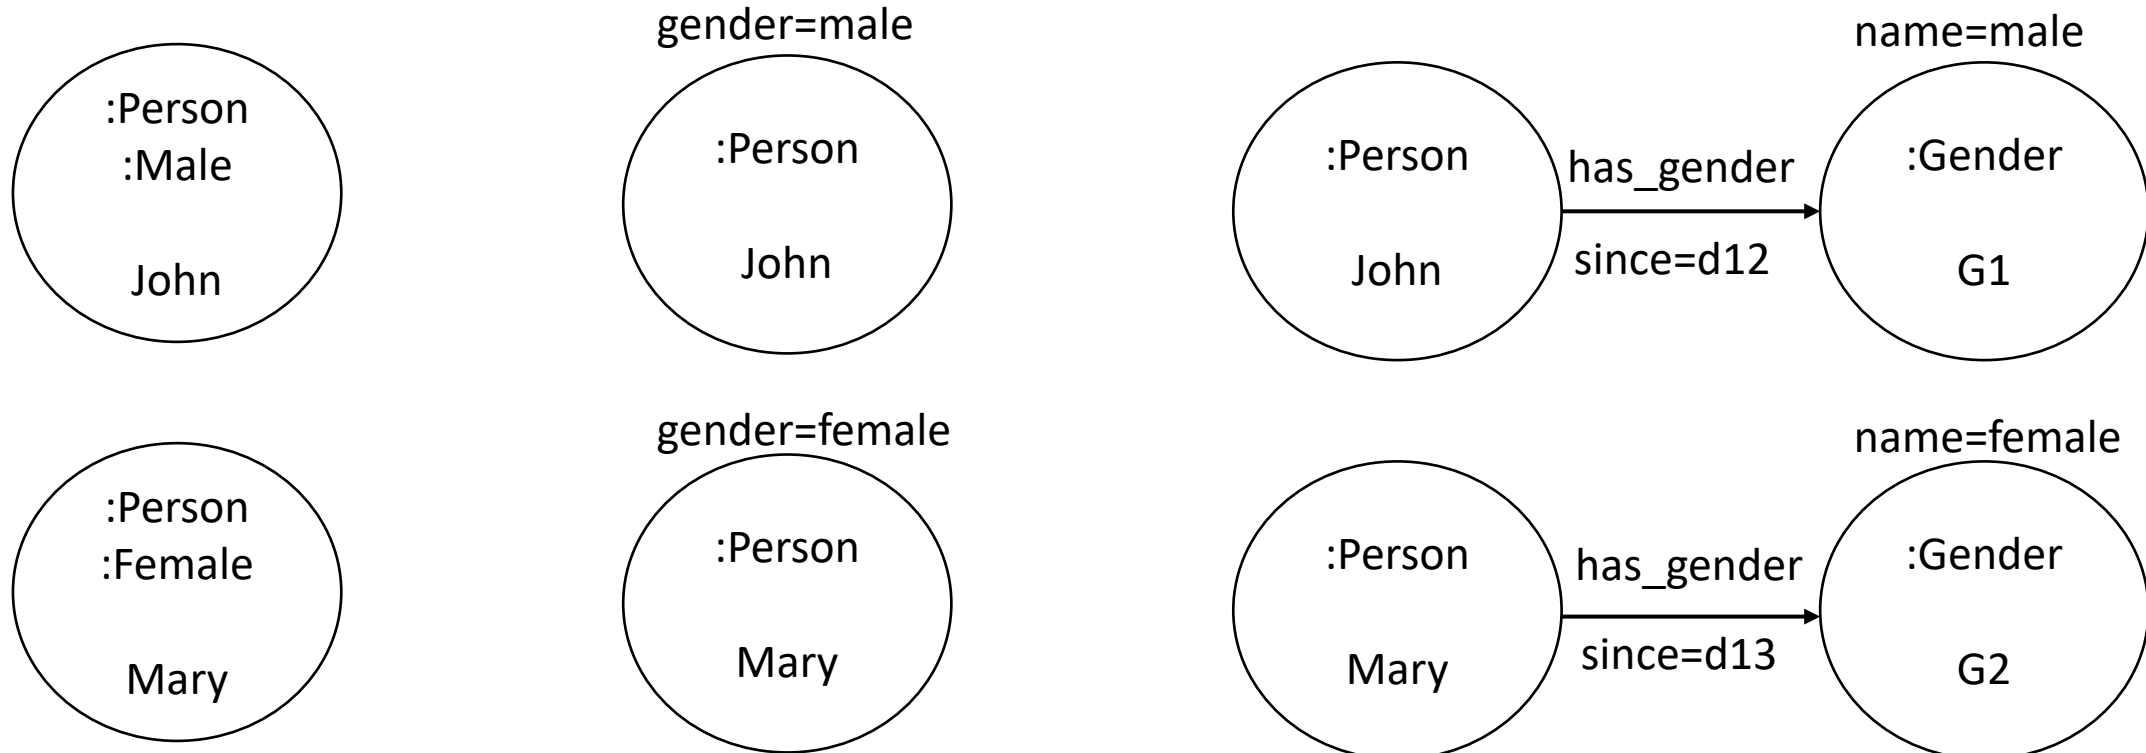 :Person
:Male
John
gender=male
:Person
John
:Person
John
has_gender
since=d12
name=male
:Gender
G1
:Person
:Female
Mary
gender=female
:Person
Mary
:Person
Mary
has_gender
since=d13
name=female
:Gender
G2